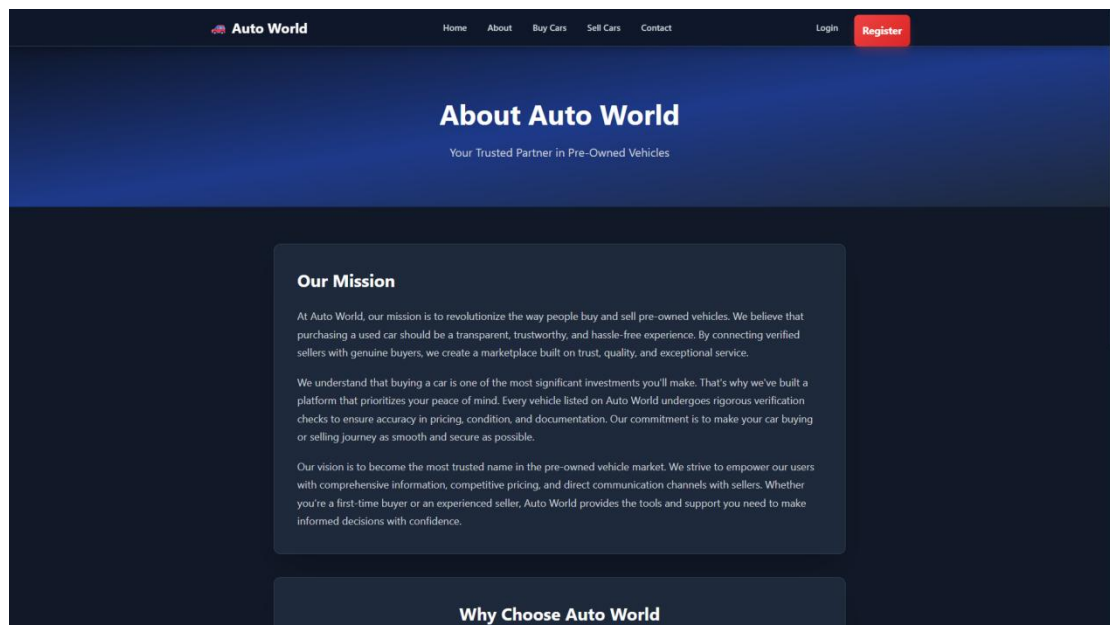 Auto World
Home About Buy Cars Sell Cars Contact
Login Register
About Auto World
Your Trusted Partner in Pre-Owned Vehicles
Our Mission
At Auto World, our mission is to revolutionize the way people buy and sell pre-owned vehicles. We believe that
purchasing a used car should be a transparent, trustworthy, and hassle-free experience. By connecting verified
sellers with genuine buyers, we create a marketplace built on trust, quality, and exceptional service.
We understand that buying a car is one of the most significant investments you'll make. That's why we've built a
platform that prioritizes your peace of mind. Every vehicle listed on Auto World undergoes rigorous verification
checks to ensure accuracy in pricing, condition, and documentation. Our commitment is to make your car buying
or selling journey as smooth and secure as possible.
Our vision is to become the most trusted name in the pre-owned vehicle market. We strive to empower our users
with comprehensive information, competitive pricing, and direct communication channels with sellers. Whether
you're a first-time buyer or an experienced seller, Auto World provides the tools and support you need to make
informed decisions with confidence.
Why Choose Auto World